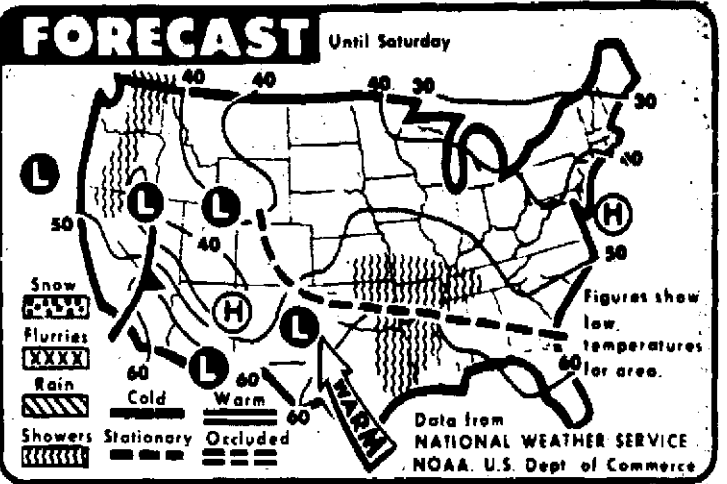 FORECAST
Until Saturday
40 40 40 30
30
L
40
L L
H
50
40
50
Snow
Figures show
H
low
L
Flurries
temperatures
60
for area.
XXXX
L
60
60
Rain
Cold Warm
60
WARM
Data from
Showers Stationary Occluded
NATIONAL WEATHER SERVICE
NOAA, U.S. Dept of Commerce